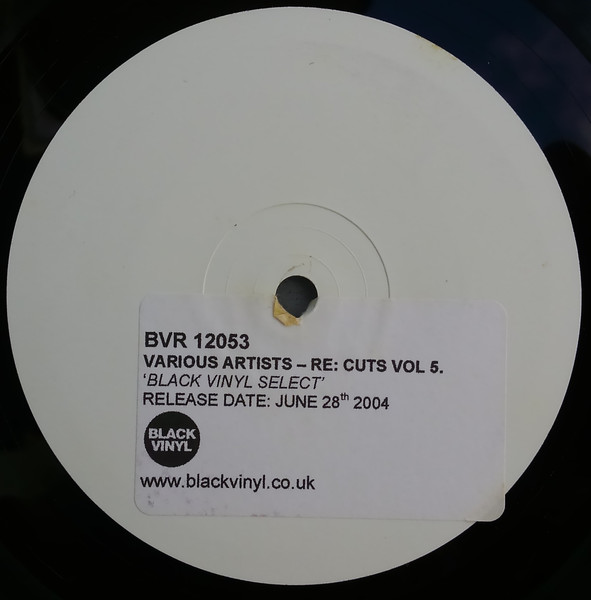 BVR 12053
VARIOUS ARTISTS – RE: CUTS VOL 5.
‘BLACK VINYL SELECT’
RELEASE DATE: JUNE 28th 2004
BLACK
VINYL
www.blackvinyl.co.uk